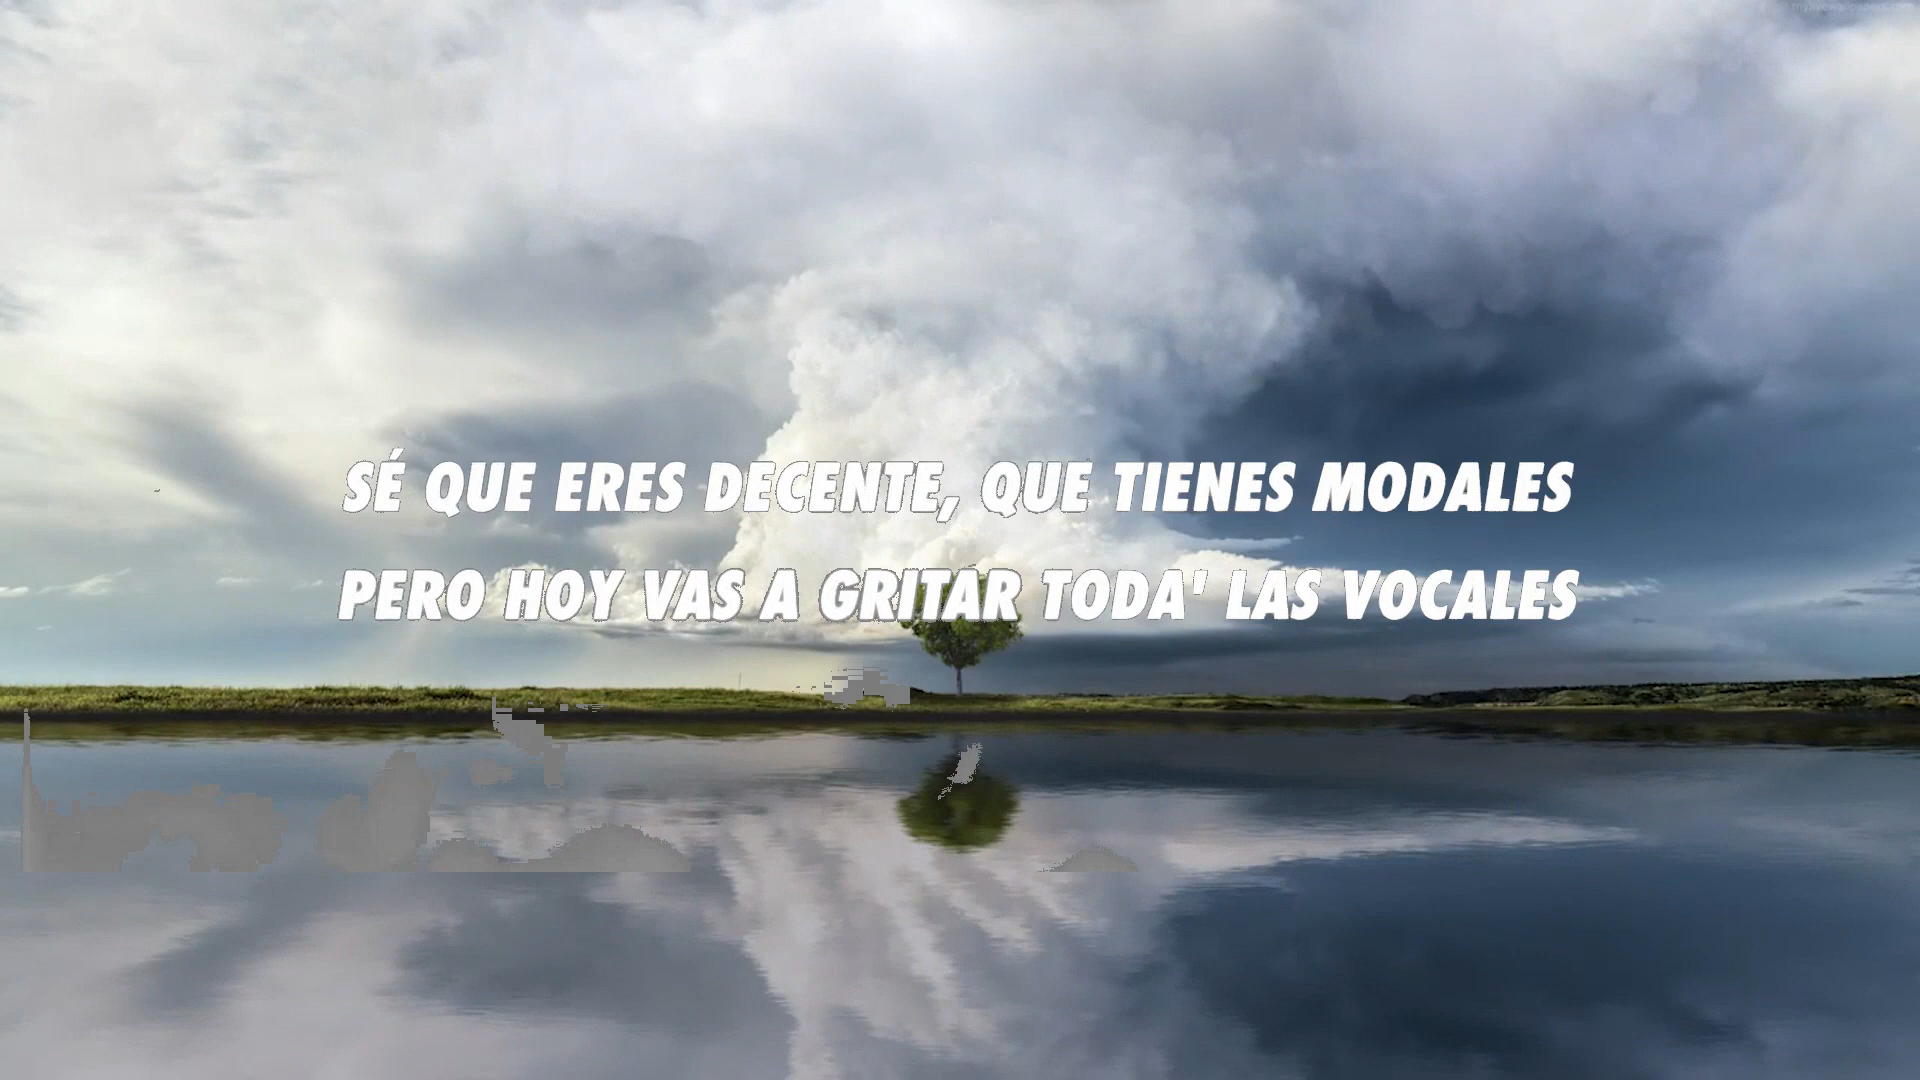 SÉ QUE ERES DECENTE, QUE TIENES MODALES
PERO HOY VAS A GRITAR TODA' LAS VOCALES